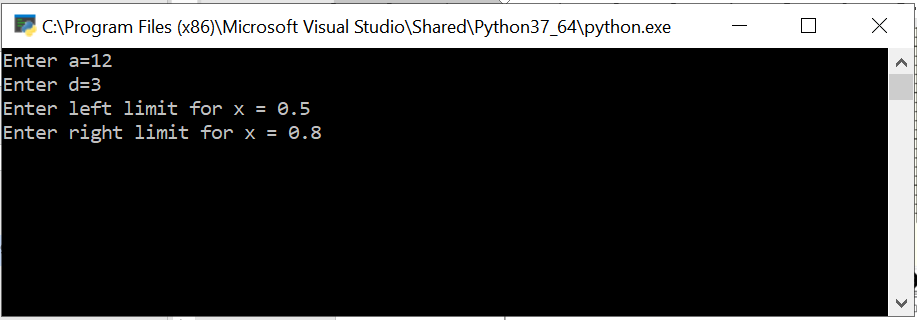 C:\Program Files (x86)\Microsoft Visual Studio\Shared\Python37_64\python.exe
Enter a=12
Enter d=3
Enter left limit for x = 0.5
Enter right limit for x = 0.8